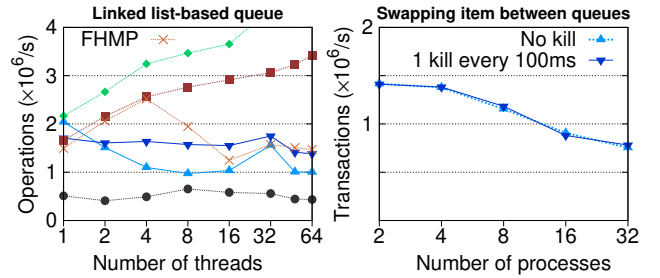 Linked list-based queue
FHMP
Operations (×10⁶/s)
4
3
2
1
0
1 2 4 8 16 32 64
Number of threads
Swapping item between queues
No kill
1 kill every 100ms
Transactions (×10⁶/s)
2
1
2 4 8 16 32
Number of processes